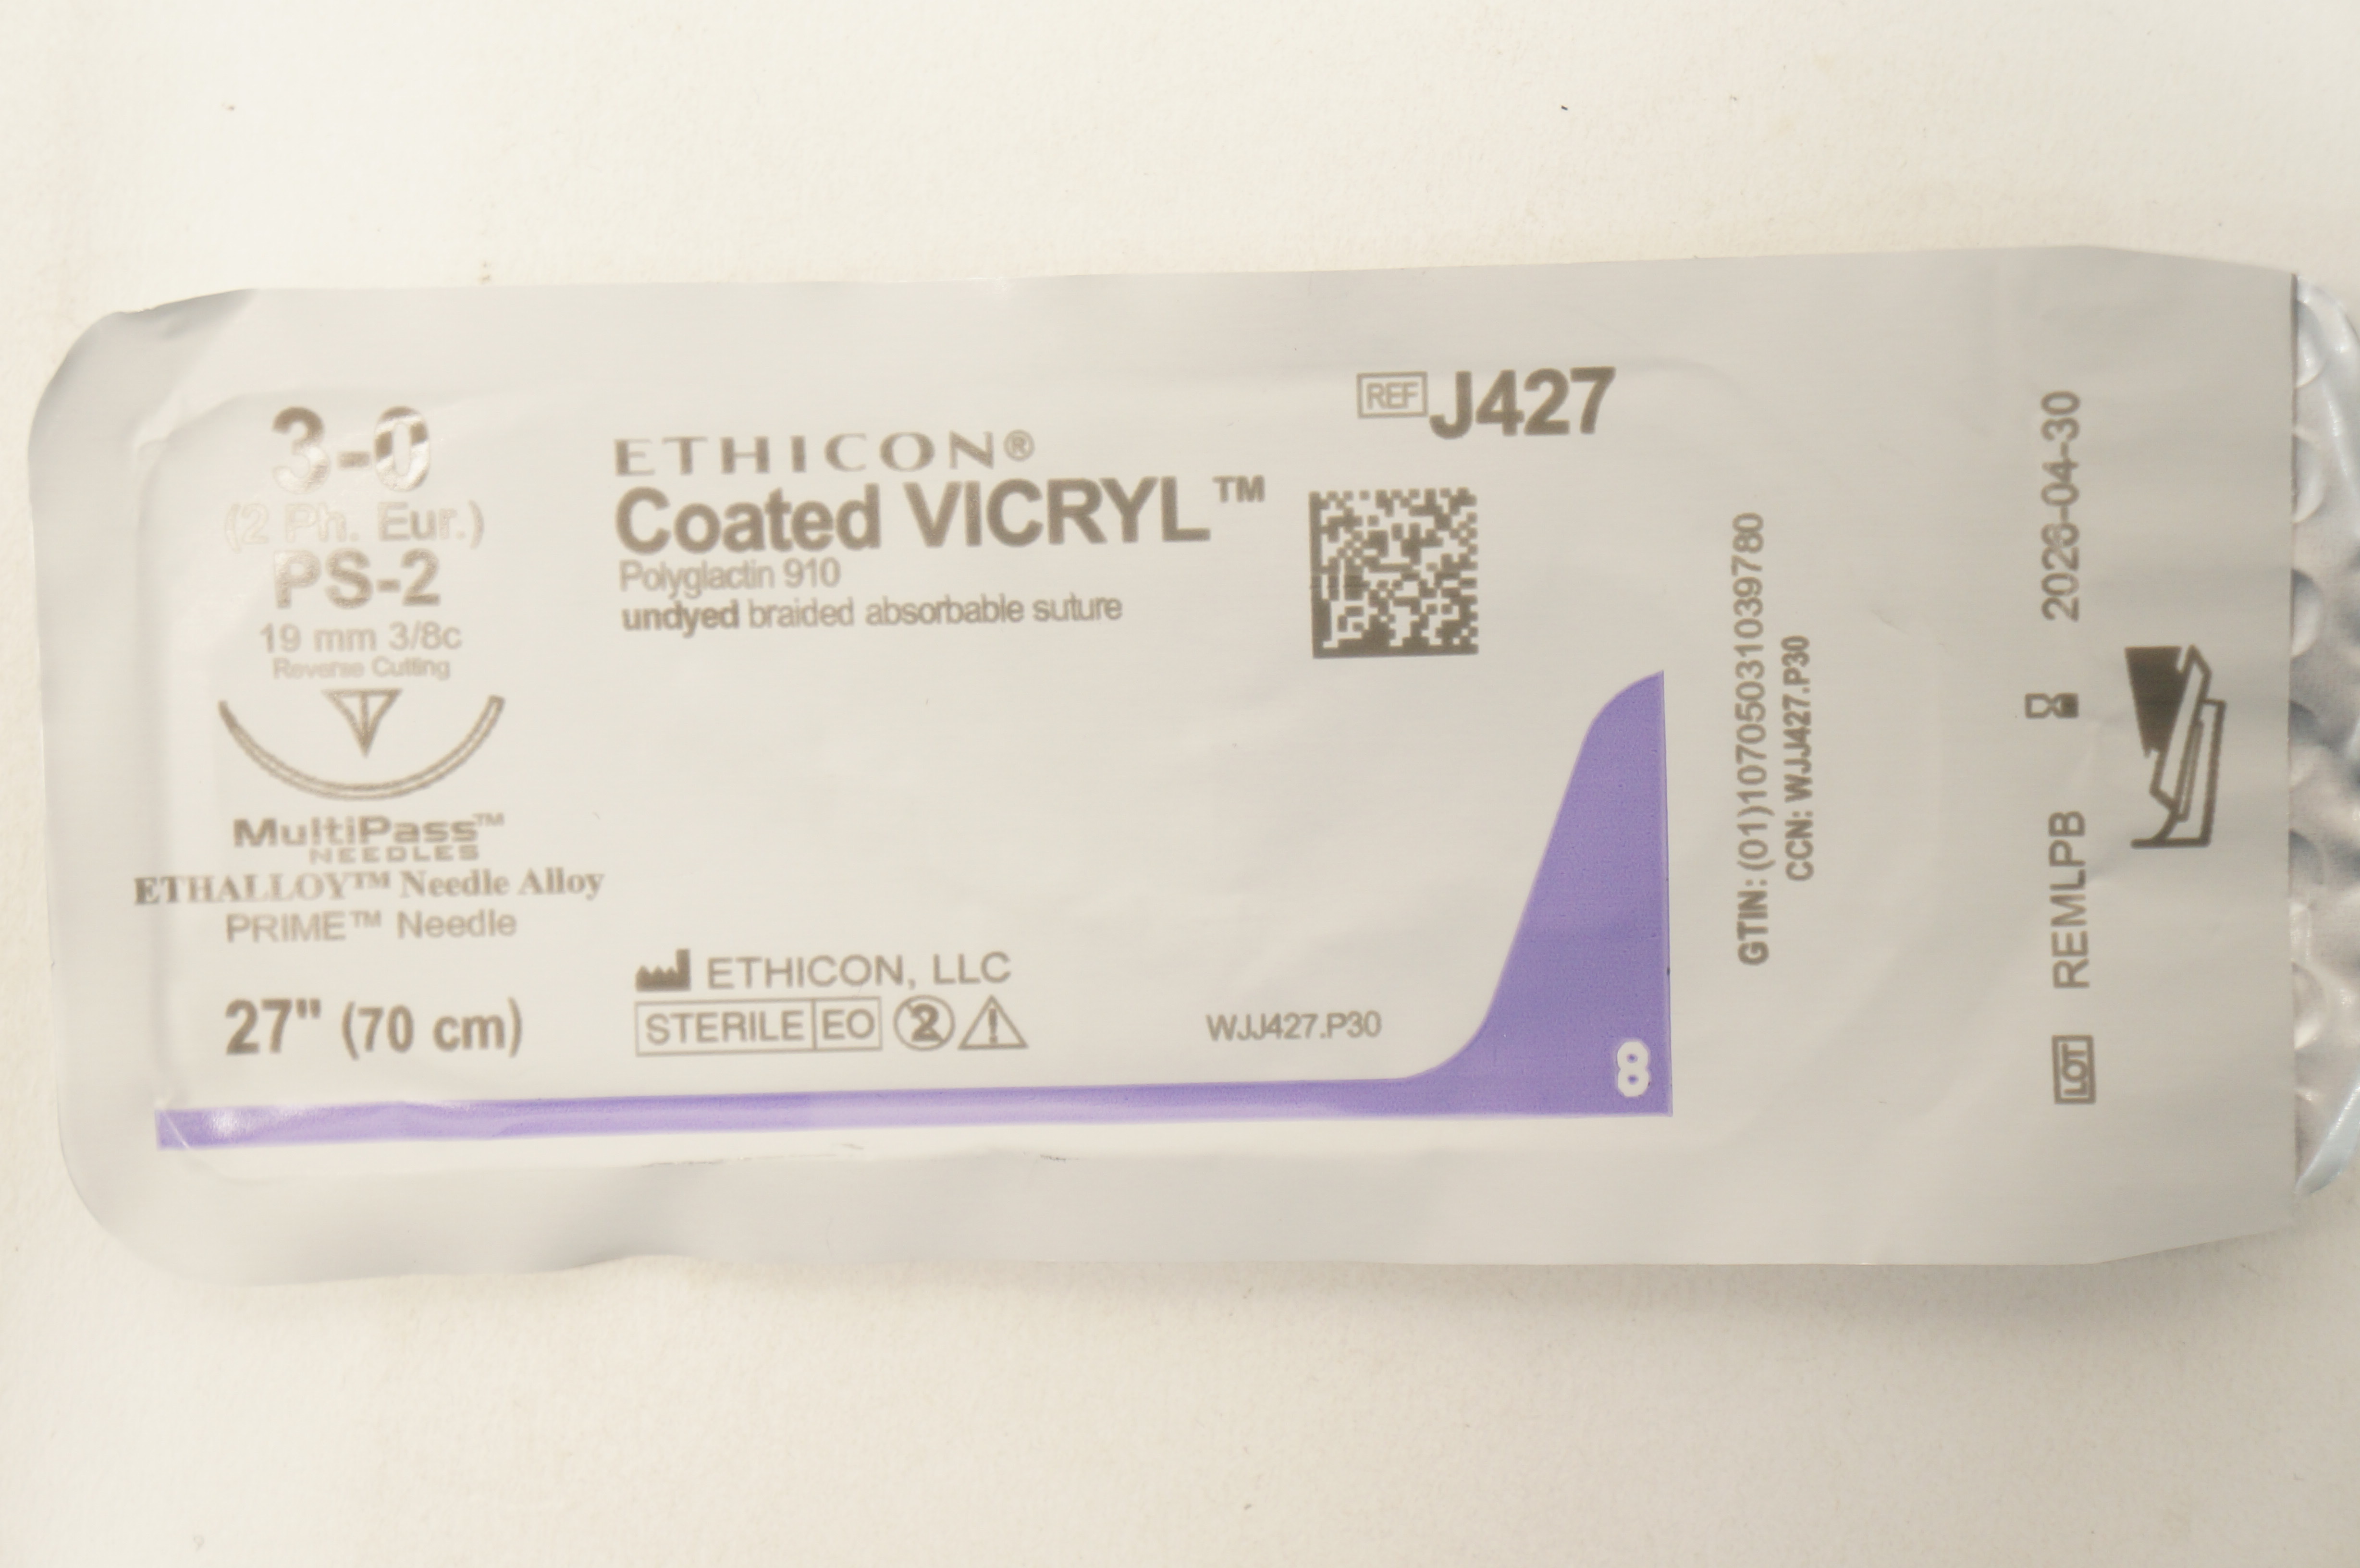 3-0
(2 Ph. Eur.)
PS-2
19 mm 3/8c
Reverse Cutting
MultiPass™
NEEDLES
ETHALLOY™ Needle Alloy
PRIME™ Needle
27" (70 cm)
ETHICON®
Coated VICRYL™
Polyglactin 910
undyed braided absorbable suture
REF J427
ETHICON, LLC
STERILE EO 2
WJJ427.P30
8
GTIN: (01)10705031039780
CCN: WJJ427.P30
LOT REMLPB 2026-04-30